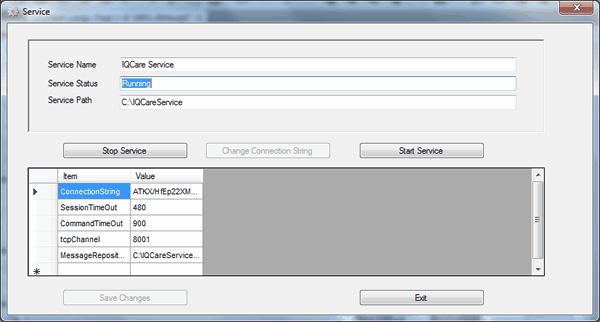 Service
Service Name IQCare Service
Service Status Running
Service Path C:\IQCareService
Stop Service Change Connection String Start Service
Item Value
ConnectionString ATKX/HfEp22XM...
SessionTimeOut 480
CommandTimeOut 900
tcpChannel 8001
MessageReposit... C:\IQCareService...
Save Changes Exit